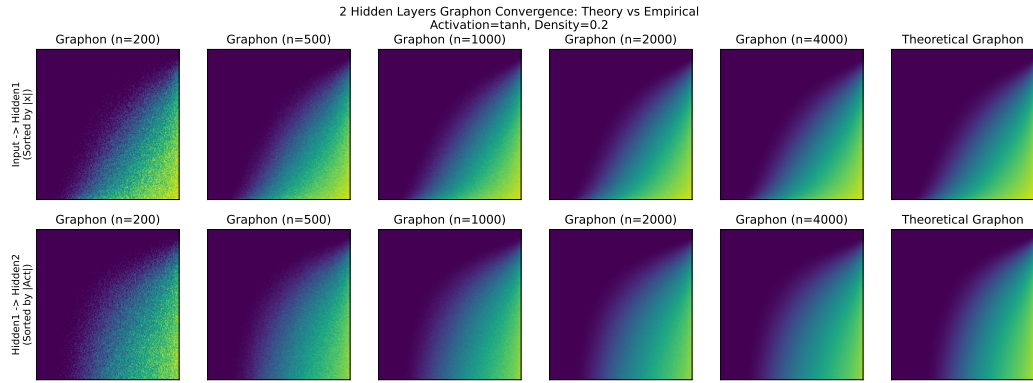 2 Hidden Layers Graphon Convergence: Theory vs Empirical
Activation=tanh, Density=0.2
Graphon (n=200)
Graphon (n=500)
Graphon (n=1000)
Graphon (n=2000)
Graphon (n=4000)
Theoretical Graphon
Input -> Hidden1
(Sorted by |x|)
Graphon (n=200)
Graphon (n=500)
Graphon (n=1000)
Graphon (n=2000)
Graphon (n=4000)
Theoretical Graphon
Hidden1 -> Hidden2
(Sorted by |Act|)